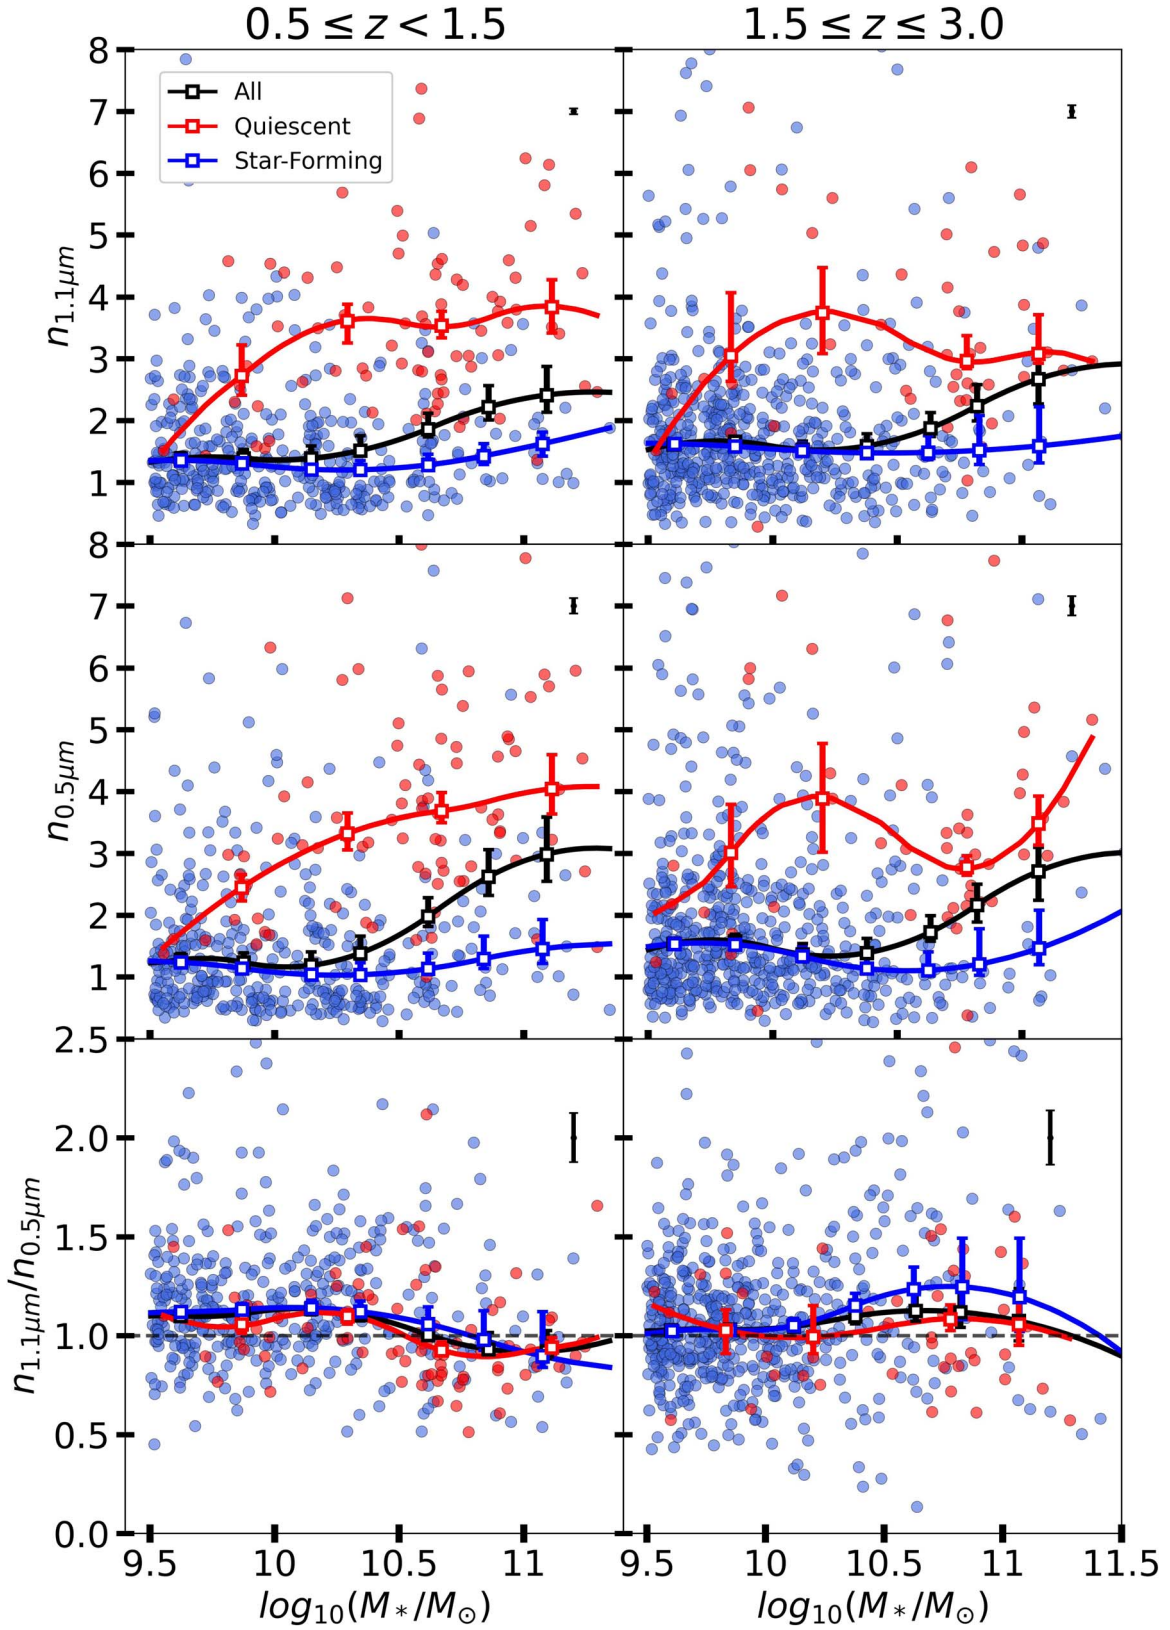 0.5 ≤ z < 1.5
1.5 ≤ z ≤ 3.0
8
7
6
5
4
3
2
1
n1.1μm
All
Quiescent
Star-Forming
8
7
6
5
4
3
2
1
n0.5μm
2.5
2.0
1.5
1.0
0.5
0.0
n1.1μm/n0.5μm
9.5 10 10.5 11
9.5 10 10.5 11 11.5
log10(M*/M⊙)
log10(M*/M⊙)